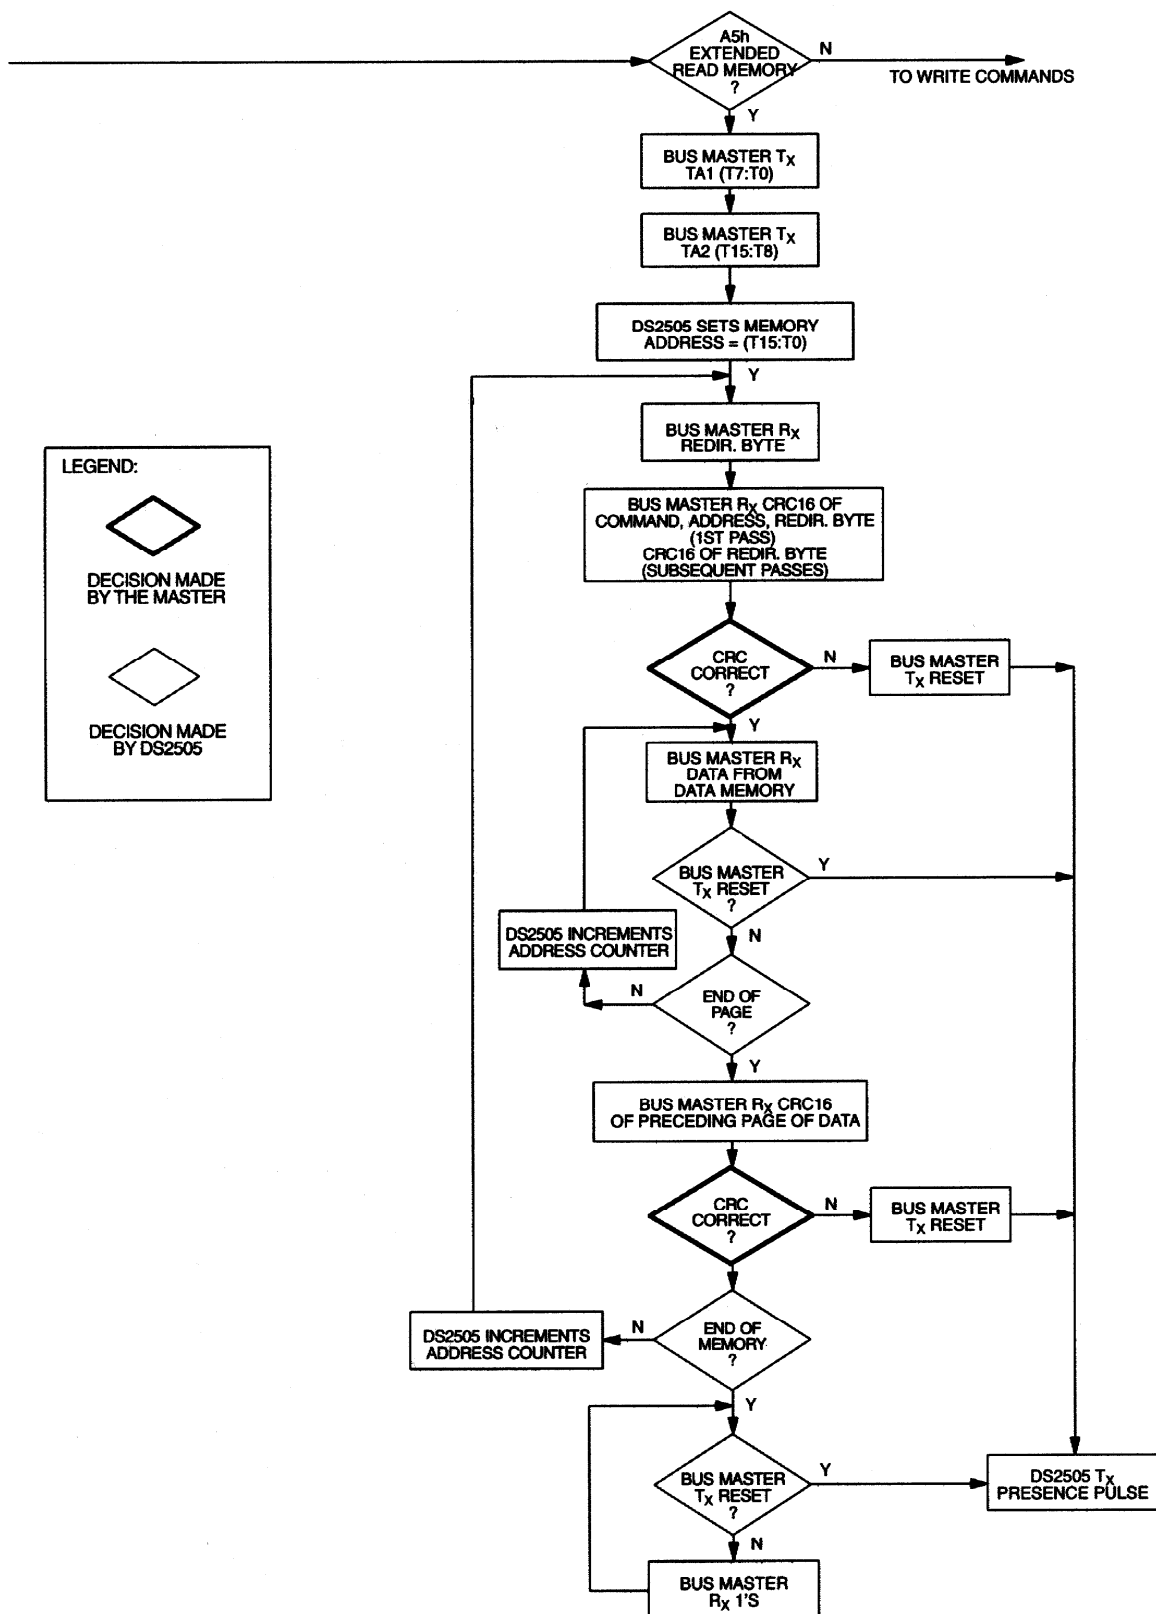 A5h
EXTENDED
READ MEMORY
?
N
TO WRITE COMMANDS
Y
BUS MASTER TX
TA1 (T7:T0)
BUS MASTER TX
TA2 (T15:T8)
DS2505 SETS MEMORY
ADDRESS = (T15:T0)
Y
BUS MASTER RX
REDIR. BYTE
LEGEND:
DECISION MADE
BY THE MASTER
DECISION MADE
BY DS2505
BUS MASTER RX CRC16 OF
COMMAND, ADDRESS, REDIR. BYTE
(1ST PASS)
CRC16 OF REDIR. BYTE
(SUBSEQUENT PASSES)
CRC
CORRECT
?
N
BUS MASTER
TX RESET
Y
BUS MASTER RX
DATA FROM
DATA MEMORY
BUS MASTER
TX RESET
?
Y
N
DS2505 INCREMENTS
ADDRESS COUNTER
END OF
PAGE
?
N
Y
BUS MASTER RX CRC16
OF PRECEDING PAGE OF DATA
CRC
CORRECT
?
N
BUS MASTER
TX RESET
END OF
MEMORY
?
N
DS2505 INCREMENTS
ADDRESS COUNTER
Y
BUS MASTER
TX RESET
?
Y
DS2505 TX
PRESENCE PULSE
N
BUS MASTER
RX 1'S